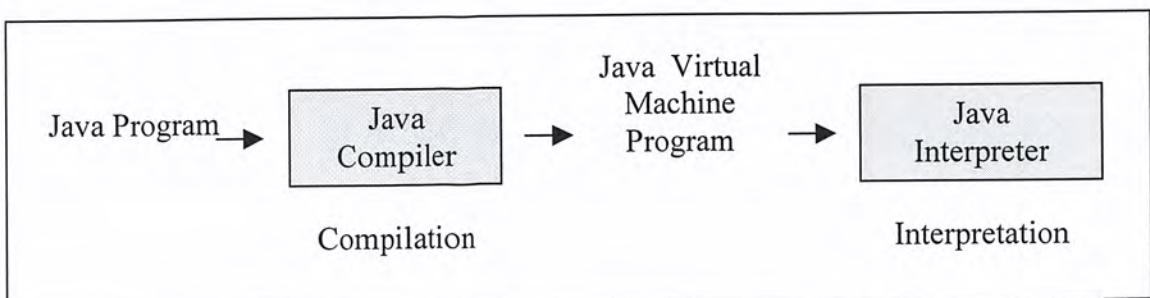 Java Program
Java
Compiler
Compilation
Java Virtual
Machine
Program
Java
Interpreter
Interpretation